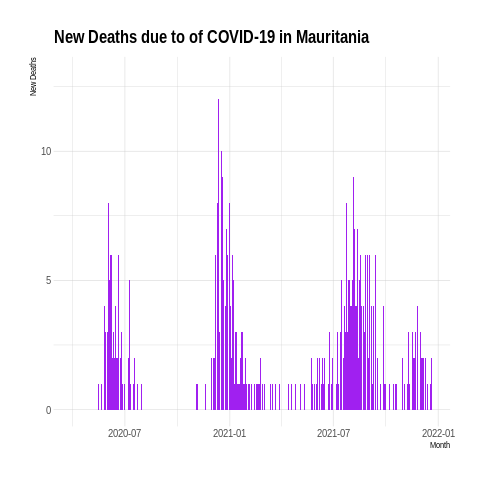 New Deaths due to of COVID-19 in Mauritania
New Deaths
10
5
0
2020-07
2021-01
2021-07
2022-01
Month